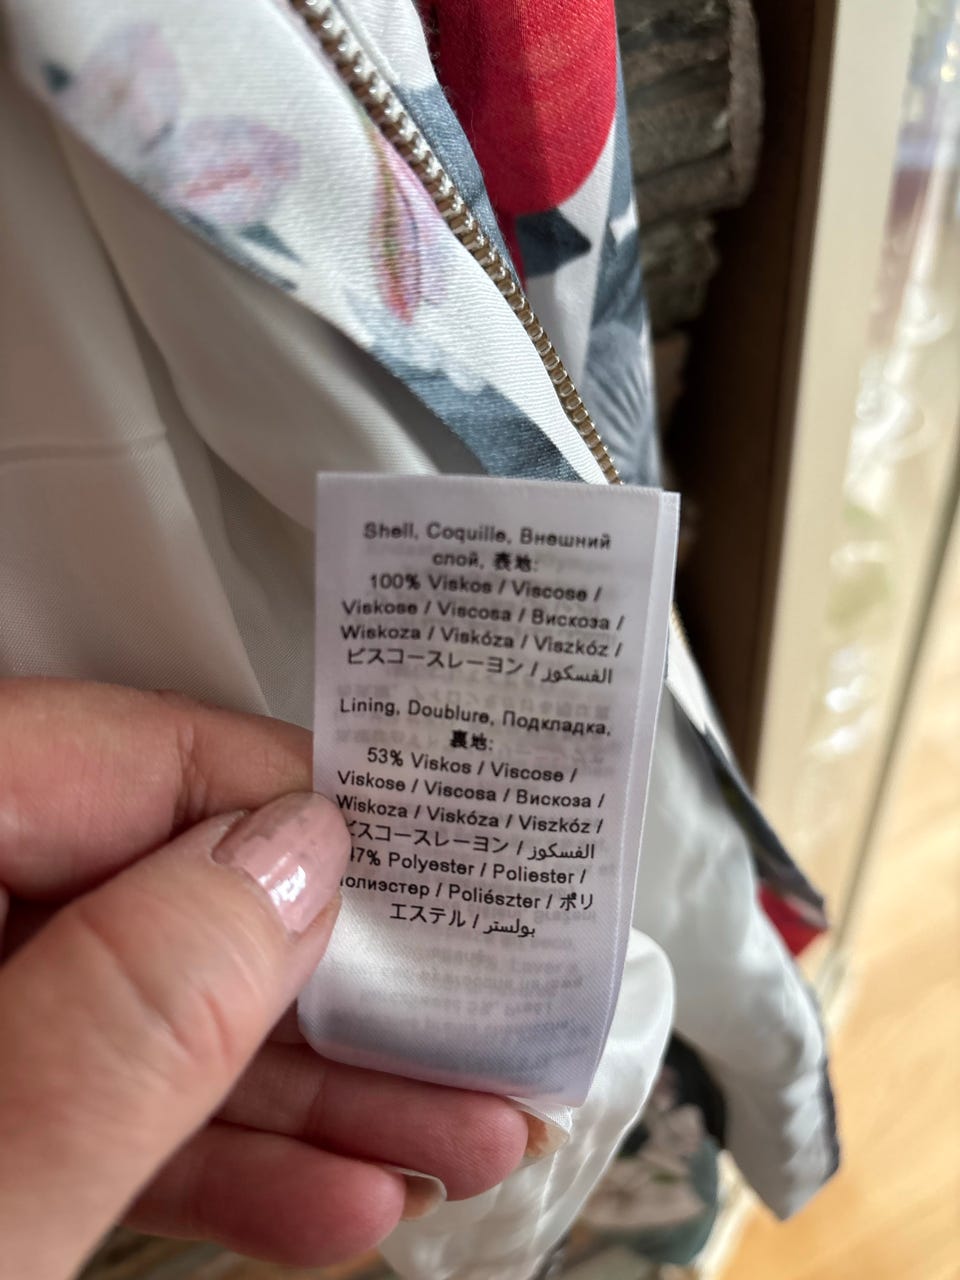 Shell, Coquille, Внешний
слой, 表地:
100% Viskos / Viscose /
Viskose / Viscosa / Вискоза /
Wiskoza / Viskóza / Viszkóz /
ビスコースレーヨン / الفسكوز
Lining, Doublure, Подкладка,
裏地:
53% Viskos / Viscose /
Viskose / Viscosa / Вискоза /
Wiskoza / Viskóza / Viszkóz /
ビスコースレーヨン / الفسكوز
47% Polyester / Poliester /
Полиэстер / Poliészter / ポリ
エステル / بولستر